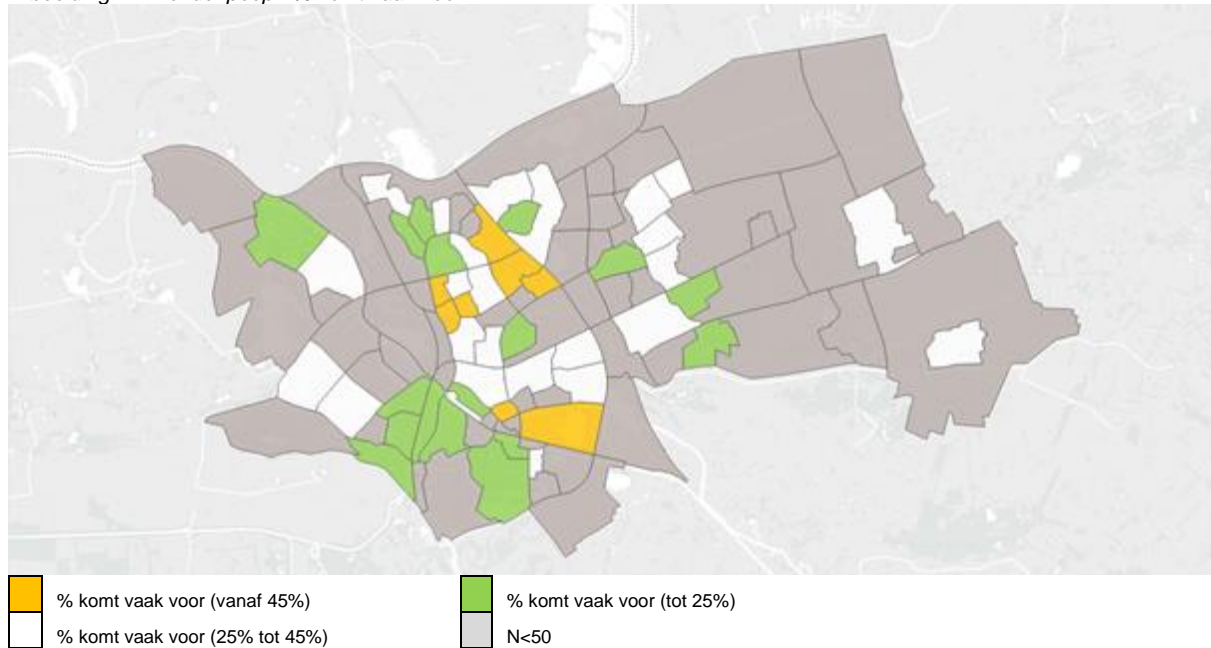 % komt vaak voor (vanaf 45%)
% komt vaak voor (tot 25%)
% komt vaak voor (25% tot 45%)
N<50